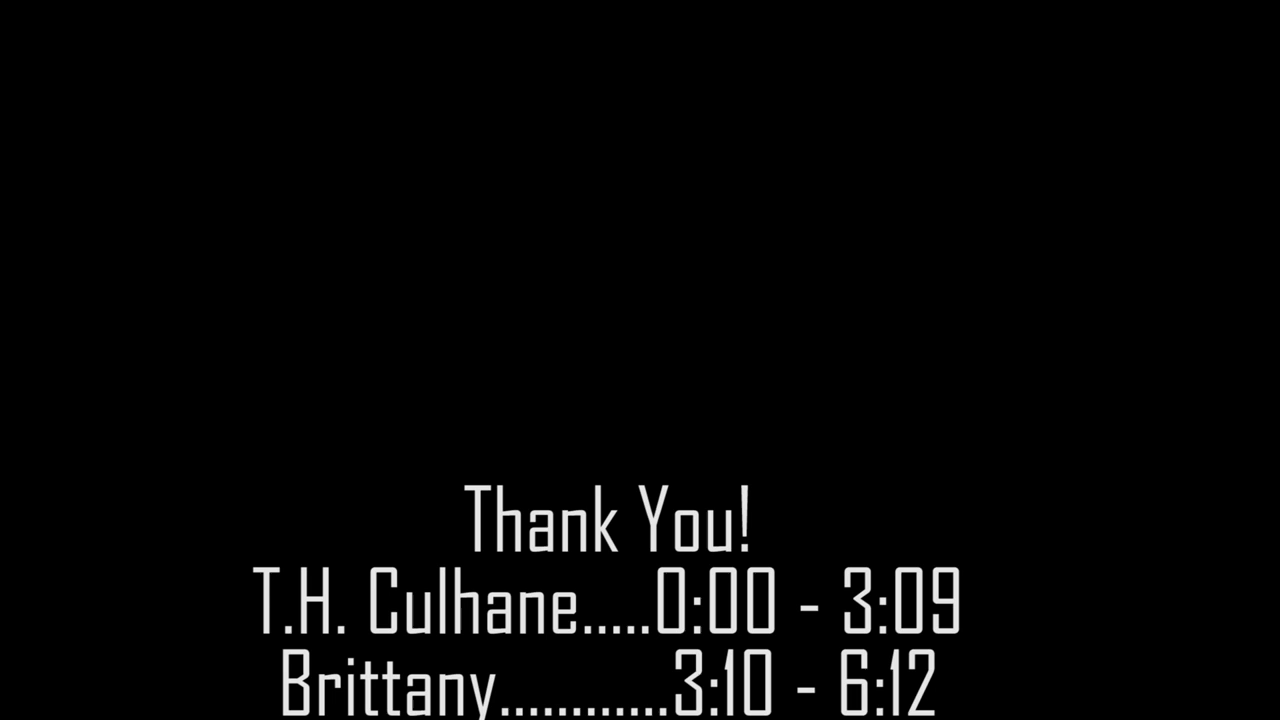 Thank You!
T.H. Culhane.....0:00 - 3:09
Brittany............3:10 - 6:12